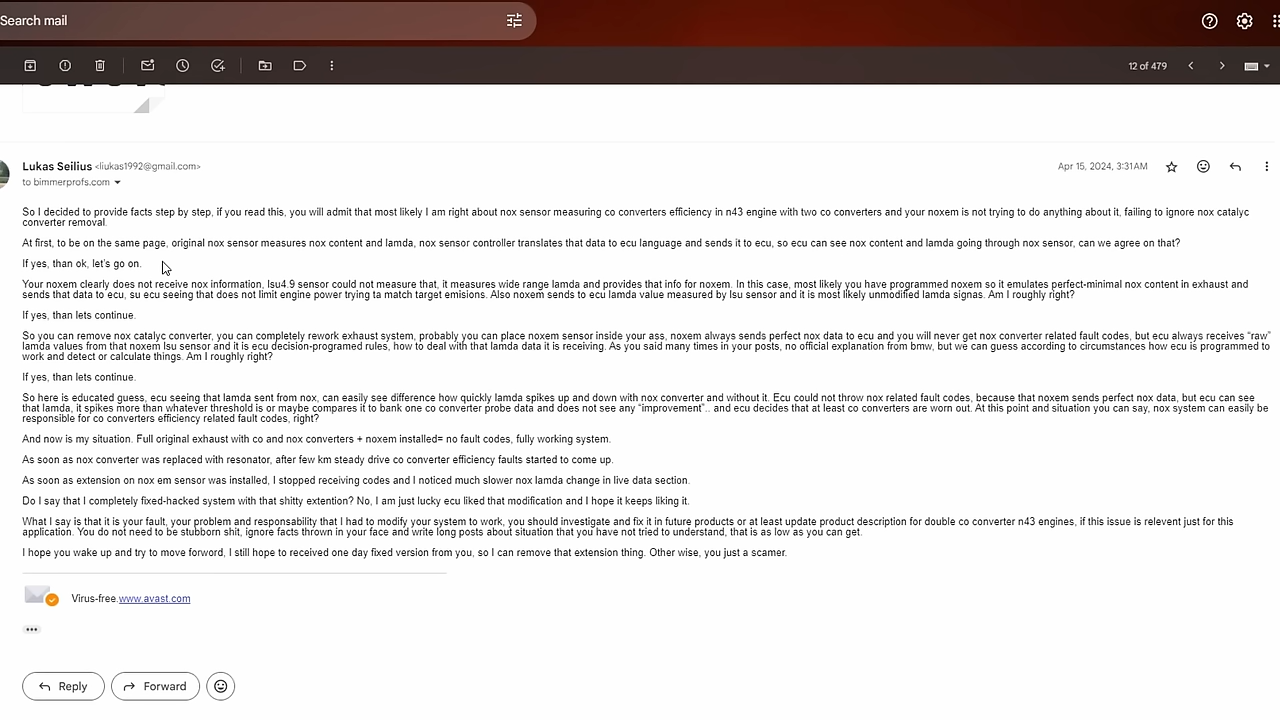 Search mail
12 of 479
Lukas Seilius <liukas1992@gmail.com>
Apr 15, 2024, 3:31 AM
to bimmerprofs.com
So I decided to provide facts step by step, if you read this, you will admit that most likely I am right about nox sensor measuring co converters efficiency in n43 engine with two co converters and your noxem is not trying to do anything about it, failing to ignore nox catalyc
converter removal.
At first, to be on the same page, original nox sensor measures nox content and lamda, nox sensor controller translates that data to ecu language and sends it to ecu, so ecu can see nox content and lamda going through nox sensor, can we agree on that?
If yes, than ok, let's go on.
Your noxem clearly does not receive nox information, lsu4.9 sensor could not measure that, it measures wide range lamda and provides that info for noxem. In this case, most likely you have programed noxem so it emulates perfect-minimal nox content in exhaust and
sends that data to ecu, su ecu seeing that does not limit engine power trying ta match target emisions. Also noxem sends to ecu lamda value measured by lsu sensor and it is most likely unmodified lamda signas. Am I roughly right?
If yes, than lets continue.
So you can remove nox catalyc converter, you can completely rework exhaust system, probably you can place noxem sensor inside your ass, noxem always sends perfect nox data to ecu and you will never get nox converter related fault codes, but ecu always receives “raw”
lamda values from that noxem lsu sensor and it is ecu decision-programed rules, how to deal with that lamda data it is receiving. As you said many times in your posts, no official explanation from bmw, but we can guess according to circumstances how ecu is programmed to
work and detect or calculate things. Am I roughly right?
If yes, than lets continue.
So here is educated guess, ecu seeing that lamda sent from nox, can easily see difference how quickly lamda spikes up and down with nox converter and without it. Ecu could not throw nox related fault codes, because that noxem sends perfect nox data, but ecu can see
that lamda, it spikes more than whatever threshold is or maybe compares it to bank one co converter probe data and does not see any “improvement”.. and ecu decides that at least co converters are worn out. At this point and situation you can say, nox system can easily be
responsible for co converters efficiency related fault codes, right?
And now is my situation. Full original exhaust with co and nox converters + noxem installed= no fault codes, fully working system.
As soon as nox converter was replaced with resonator, after few km steady drive co converter efficiency faults started to come up.
As soon as extension on nox em sensor was installed, I stopped receiving codes and I noticed much slower nox lamda change in live data section.
Do I say that I completely fixed-hacked system with that shitty extention? No, I am just lucky ecu liked that modification and I hope it keeps liking it.
What I say is that it is your fault, your problem and responsability that I had to modify your system to work, you should investigate and fix it in future products or at least update product description for double co converter n43 engines, if this issue is relevent just for this
application. You do not need to be stubborn shit, ignore facts thrown in your face and write long posts about situation that you have not tried to understand, that is as low as you can get.
I hope you wake up and try to move forword, I still hope to received one day fixed version from you, so I can remove that extension thing. Other wise, you just a scamer.
Virus-free.www.avast.com
Reply
Forward